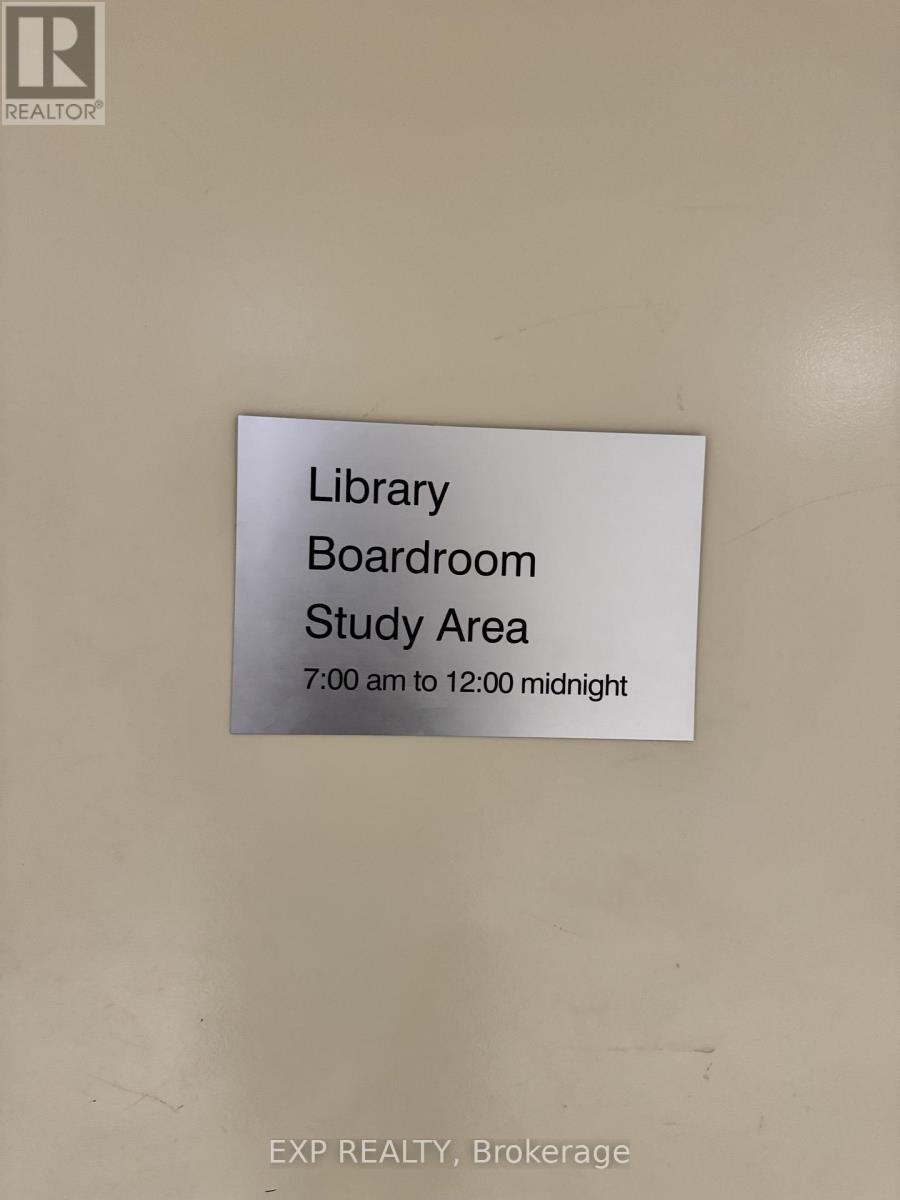 REALTOR®
Library
Boardroom
Study Area
7:00 am to 12:00 midnight
EXP REALTY, Brokerage